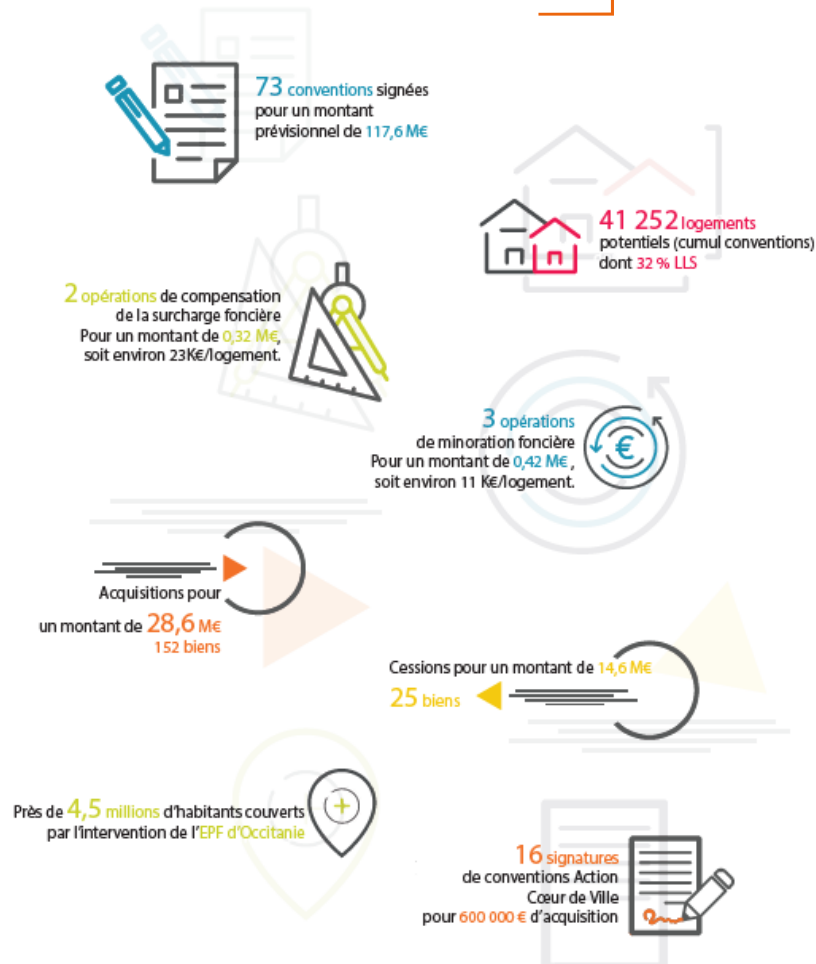 73 conventions signées
pour un montant
prévisionnel de 117,6 M€
41 252 logements
potentiels (cumul conventions)
dont 32 % LLS
2 opérations de compensation
de la surcharge foncière
Pour un montant de 0,32 M€,
soit environ 23K€/logement.
3 opérations
de minoration foncière
Pour un montant de 0,42 M€ ,
soit environ 11 K€/logement.
€
Acquisitions pour
un montant de 28,6 M€
152 biens
Cessions pour un montant de 14,6 M€
25 biens
Près de 4,5 millions d'habitants couverts
par l'intervention de l'EPF d'Occitanie
16 signatures
de conventions Action
Cœur de Ville
pour 600 000 € d'acquisition